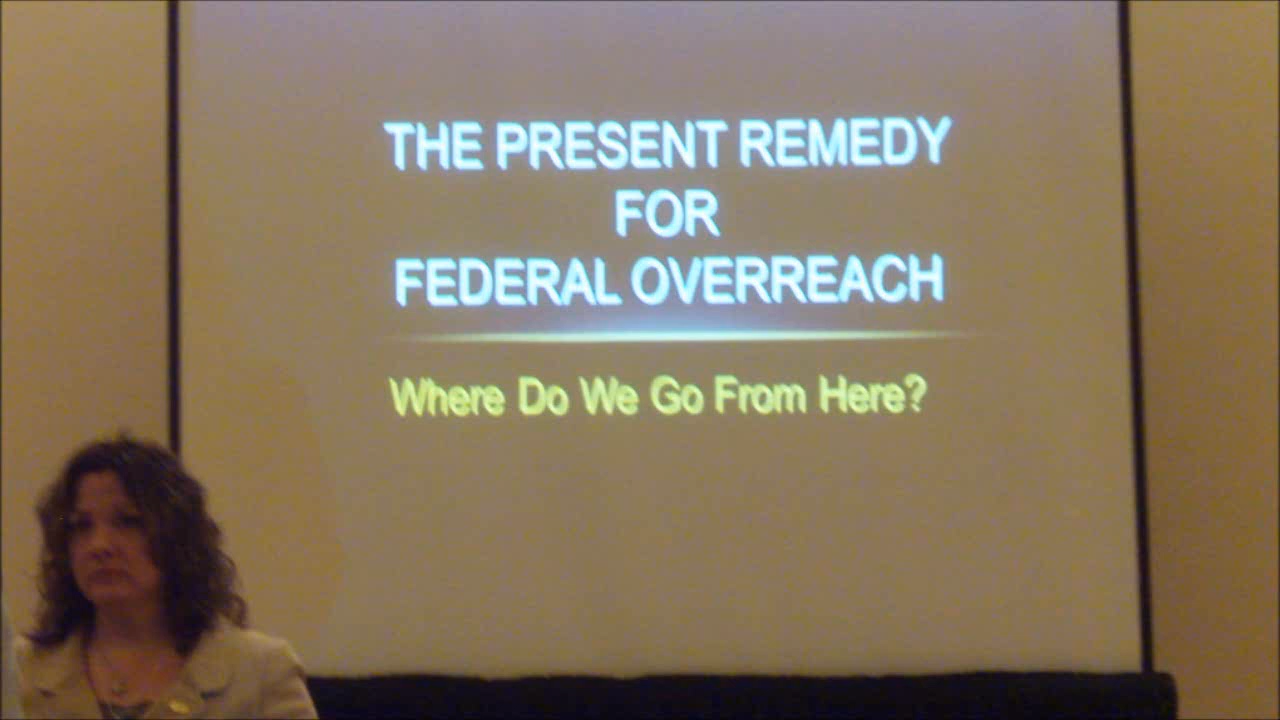 THE PRESENT REMEDY
FOR
FEDERAL OVERREACH
Where Do We Go From Here?